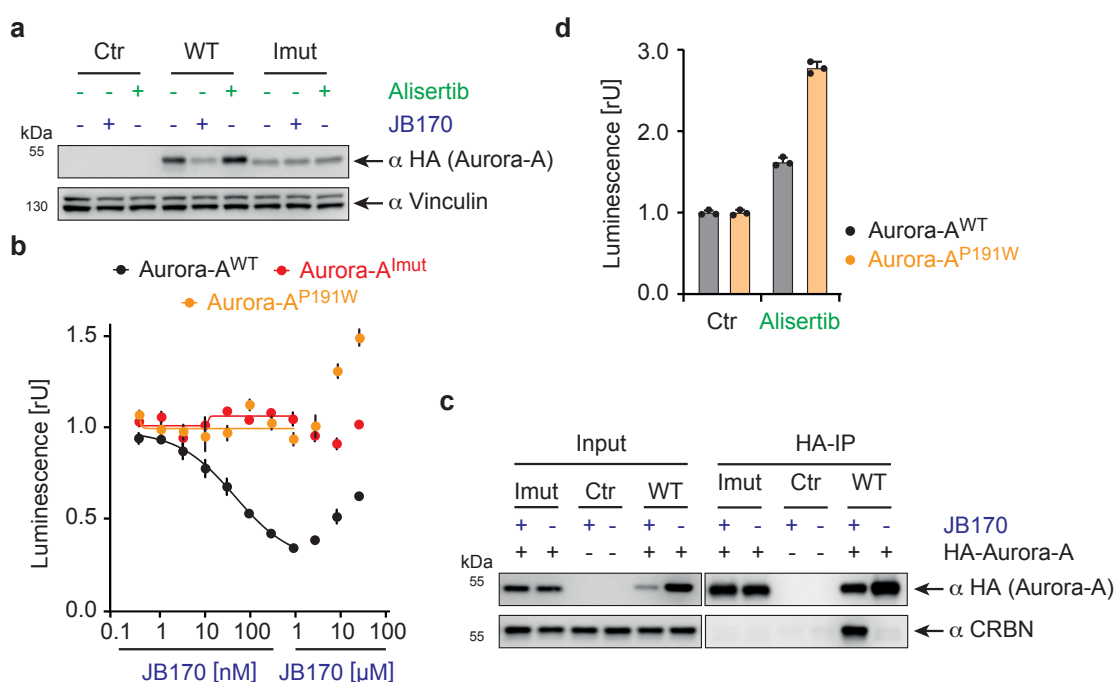 a
Ctr WT Imut
- - + - - + - - + Alisertib
- + - - + - - + - JB170
kDa
55
α HA (Aurora-A)
130
α Vinculin
b
Aurora-A^WT Aurora-A^Imut
Aurora-A^P191W
Luminescence [rU]
1.5
1.0
0.5
0.0
0.1 1 10 100 1 10 100
JB170 [nM] JB170 [µM]
d
Luminescence [rU]
3.0
2.0
1.0
0.0
Ctr Alisertib
Aurora-A^WT
Aurora-A^P191W
c
Input HA-IP
Imut Ctr WT Imut Ctr WT
+ - + - + - + - + - + - JB170
+ + - - + + + + - - + + HA-Aurora-A
kDa
55
α HA (Aurora-A)
55
α CRBN